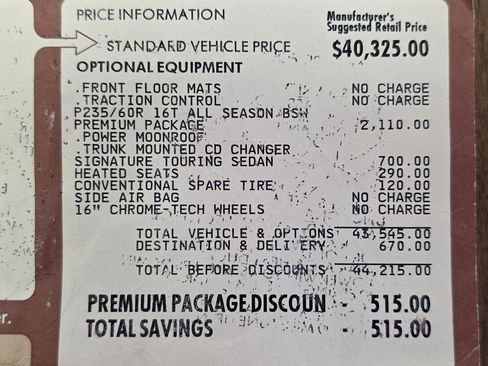 PRICE INFORMATION
Manufacturer's
Suggested Retail Price
STANDARD VEHICLE PRICE $40,325.00
OPTIONAL EQUIPMENT
.FRONT FLOOR MATS NO CHARGE
.TRACTION CONTROL NO CHARGE
P235/60R 16T ALL SEASON BSW
PREMIUM PACKAGE 2,110.00
.POWER MOONROOF
.TRUNK MOUNTED CD CHANGER
SIGNATURE TOURING SEDAN 700.00
HEATED SEATS 290.00
CONVENTIONAL SPARE TIRE 120.00
SIDE AIR BAG NO CHARGE
16" CHROME-TECH WHEELS NO CHARGE
TOTAL VEHICLE & OPTIONS 43,545.00
DESTINATION & DELIVERY 670.00
TOTAL BEFORE DISCOUNTS 44,215.00
PREMIUM PACKAGE DISCOUN - 515.00
TOTAL SAVINGS - 515.00
r.